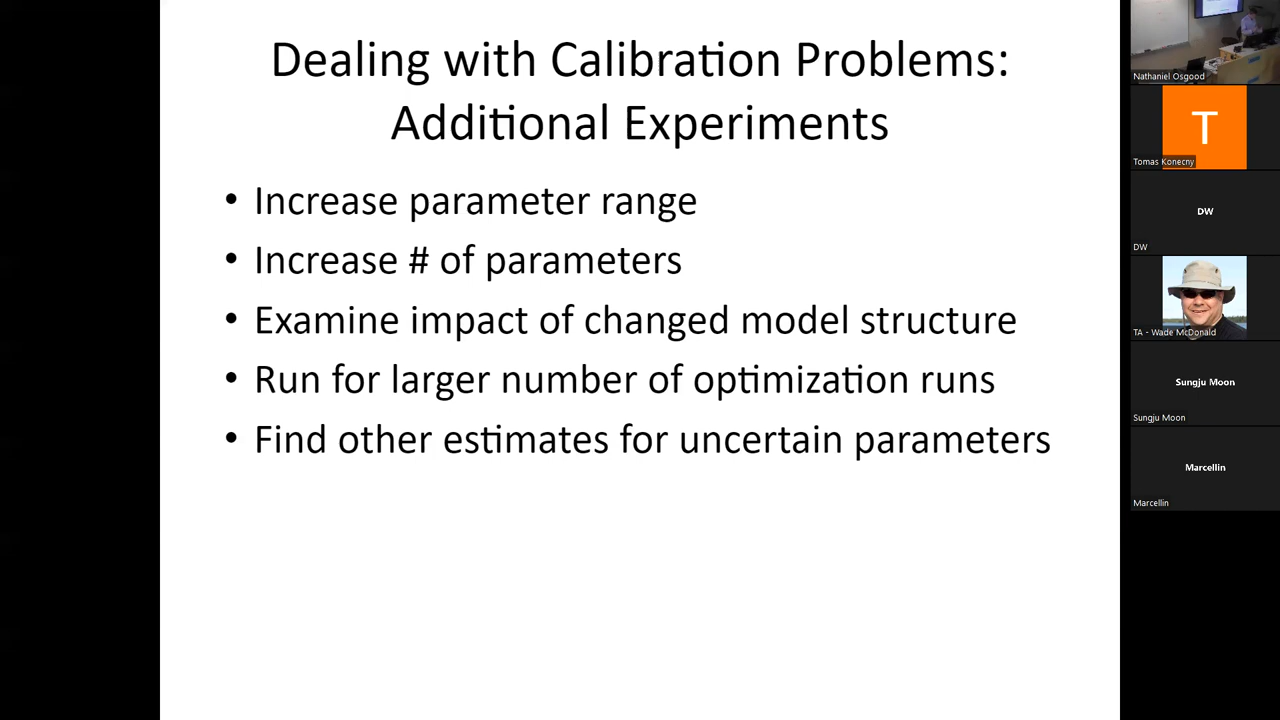 Dealing with Calibration Problems:
Additional Experiments
• Increase parameter range
• Increase # of parameters
• Examine impact of changed model structure
• Run for larger number of optimization runs
• Find other estimates for uncertain parameters
Nathaniel Osgood
T
Tomas Konecny
DW
DW
TA - Wade McDonald
Sungju Moon
Sungju Moon
Marcellin
Marcellin